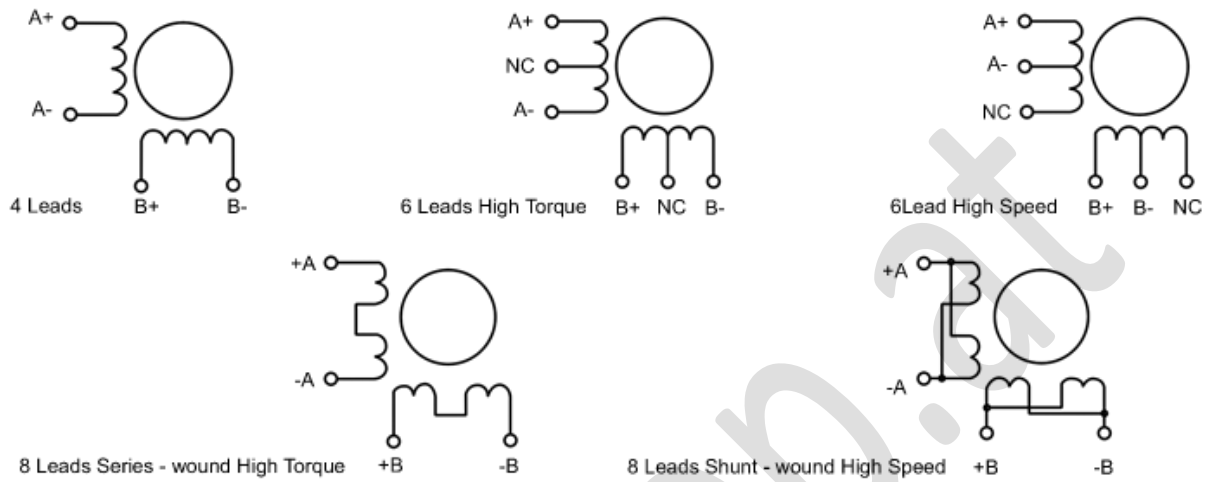 A+
A-
4 Leads B+ B-
A+
NC
A-
6 Leads High Torque B+ NC B-
A+
A-
NC
6Lead High Speed B+ B- NC
+A
-A
8 Leads Series - wound High Torque +B -B
+A
-A
8 Leads Shunt - wound High Speed +B -B